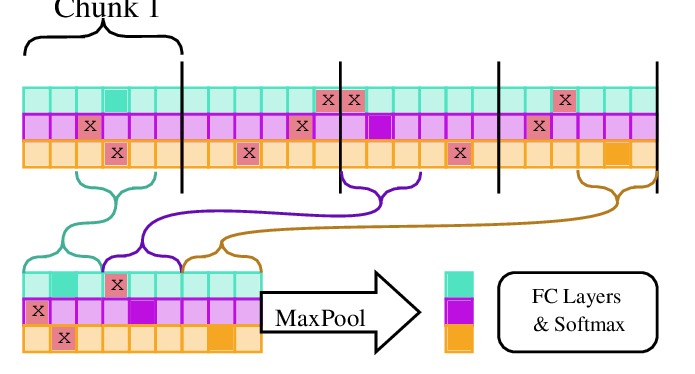 Chunk 1
X X X
X X X
X X X
X
X
X
MaxPool
FC Layers
& Softmax